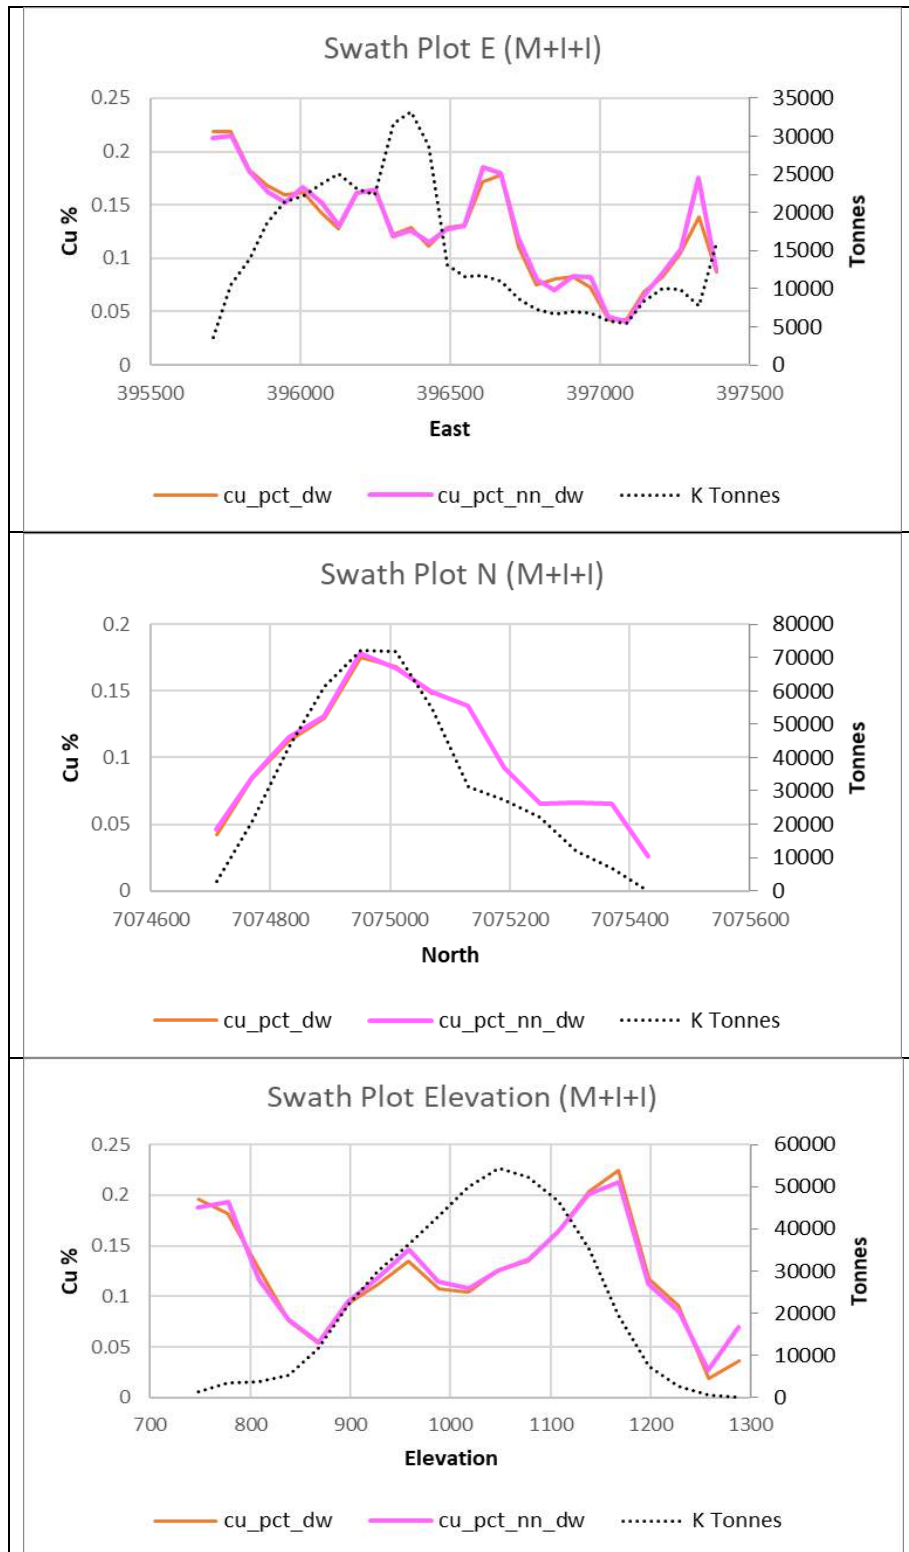 Swath Plot E (M+I+I)
0.25 35000
30000
0.2
25000
0.15 20000
Cu % Tonnes
0.1 15000
10000
0.05
5000
0 0
395500 396000 396500 397000 397500
East
cu_pct_dw cu_pct_nn_dw K Tonnes
Swath Plot N (M+I+I)
0.2 80000
70000
0.15 60000
50000
Cu % 0.1 40000 Tonnes
30000
0.05 20000
10000
0 0
7074600 7074800 7075000 7075200 7075400 7075600
North
cu_pct_dw cu_pct_nn_dw K Tonnes
Swath Plot Elevation (M+I+I)
0.25 60000
0.2 50000
40000
0.15
Cu % 30000 Tonnes
0.1
20000
0.05 10000
0 0
700 800 900 1000 1100 1200 1300
Elevation
cu_pct_dw cu_pct_nn_dw K Tonnes